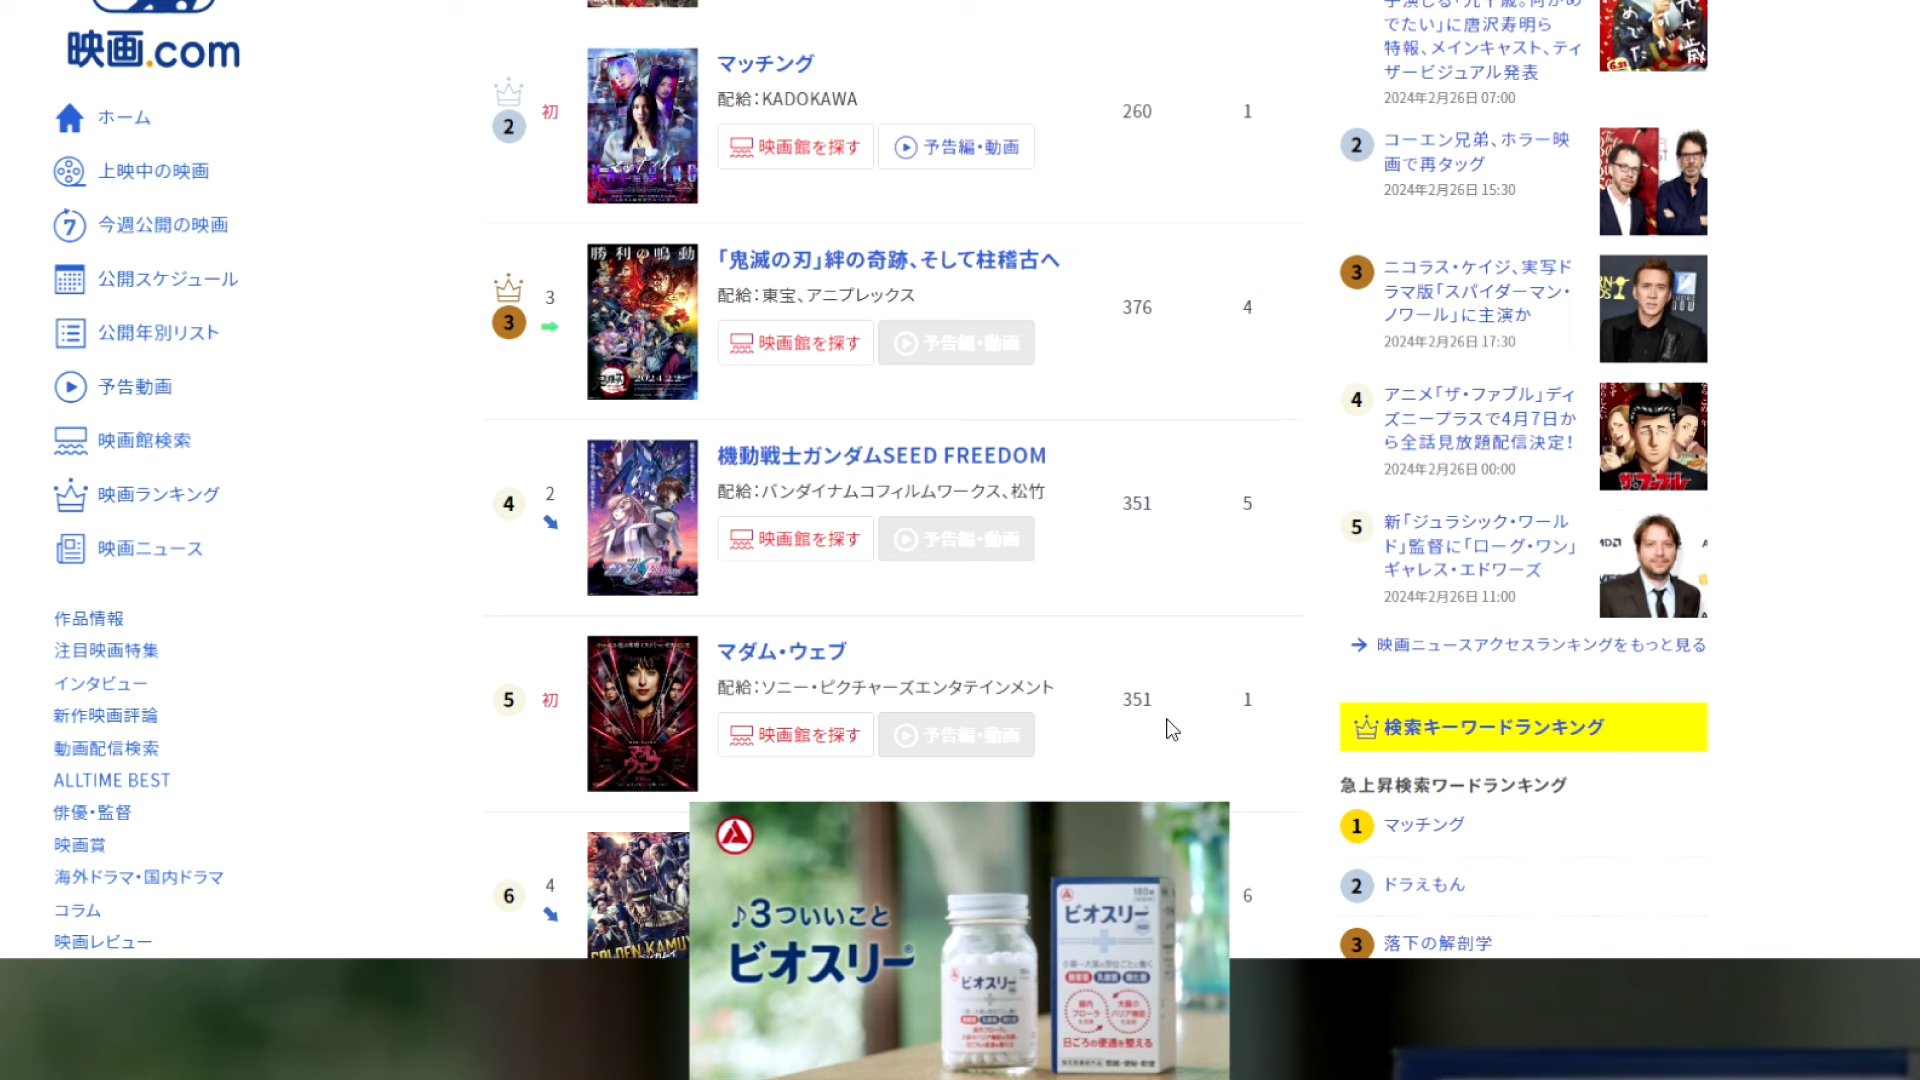 映画.com
ホーム
上映中の映画
7
今週公開の映画
公開スケジュール
公開年別リスト
予告動画
映画館検索
映画ランキング
映画ニュース
作品情報
注目映画特集
インタビュー
新作映画評論
動画配信検索
ALLTIME BEST
俳優・監督
映画賞
海外ドラマ・国内ドラマ
コラム
映画レビュー
2
初
マッチング
配給：KADOKAWA
映画館を探す
予告編・動画
260
1
3
3
勝利の鳴動
「鬼滅の刃」絆の奇跡、そして柱稽古へ
配給：東宝、アニプレックス
映画館を探す
予告編・動画
376
4
4
2
機動戦士ガンダムSEED FREEDOM
配給：バンダイナムコフィルムワークス、松竹
映画館を探す
予告編・動画
351
5
5
初
マダム・ウェブ
配給：ソニー・ピクチャーズエンタテインメント
映画館を探す
予告編・動画
351
1
6
4
GOLDEN KAMUY
6
でたい」に唐沢寿明ら
特報、メインキャスト、ティ
ザービジュアル発表
2024年2月26日 07:00
2
コーエン兄弟、ホラー映
画で再タッグ
2024年2月26日 15:30
3
ニコラス・ケイジ、実写ド
ラマ版「スパイダーマン・
ノワール」に主演か
2024年2月26日 17:30
4
アニメ「ザ・ファブル」ディ
ズニープラスで4月7日か
ら全話見放題配信決定！
2024年2月26日 00:00
ザ・ファブル
5
新「ジュラシック・ワール
ド」監督に「ローグ・ワン」
ギャレス・エドワーズ
2024年2月26日 11:00
映画ニュースアクセスランキングをもっと見る
検索キーワードランキング
急上昇検索ワードランキング
1
マッチング
2
ドラえもん
3
落下の解剖学
♪3ついいこと
ビオスリー®
ビオスリー
180錠
ビオスリー
日ごろの便通を整える